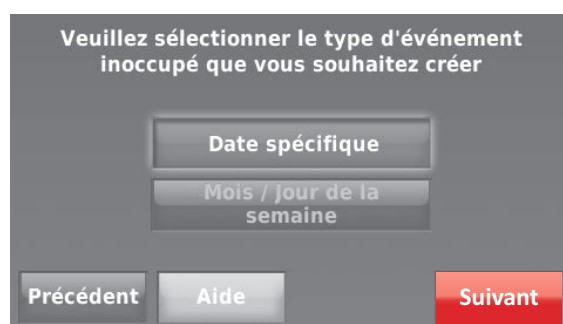 Veuillez sélectionner le type d'événement
inoccupé que vous souhaitez créer
Date spécifique
Mois / Jour de la
semaine
Précédent
Aide
Suivant